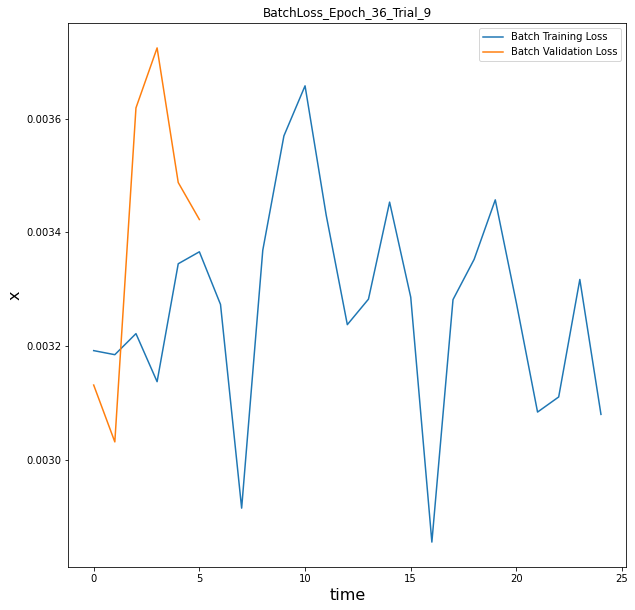 BatchLoss_Epoch_36_Trial_9
Batch Training Loss
Batch Validation Loss
0.0036
0.0034
0.0032
0.0030
x
0 5 10 15 20 25
time